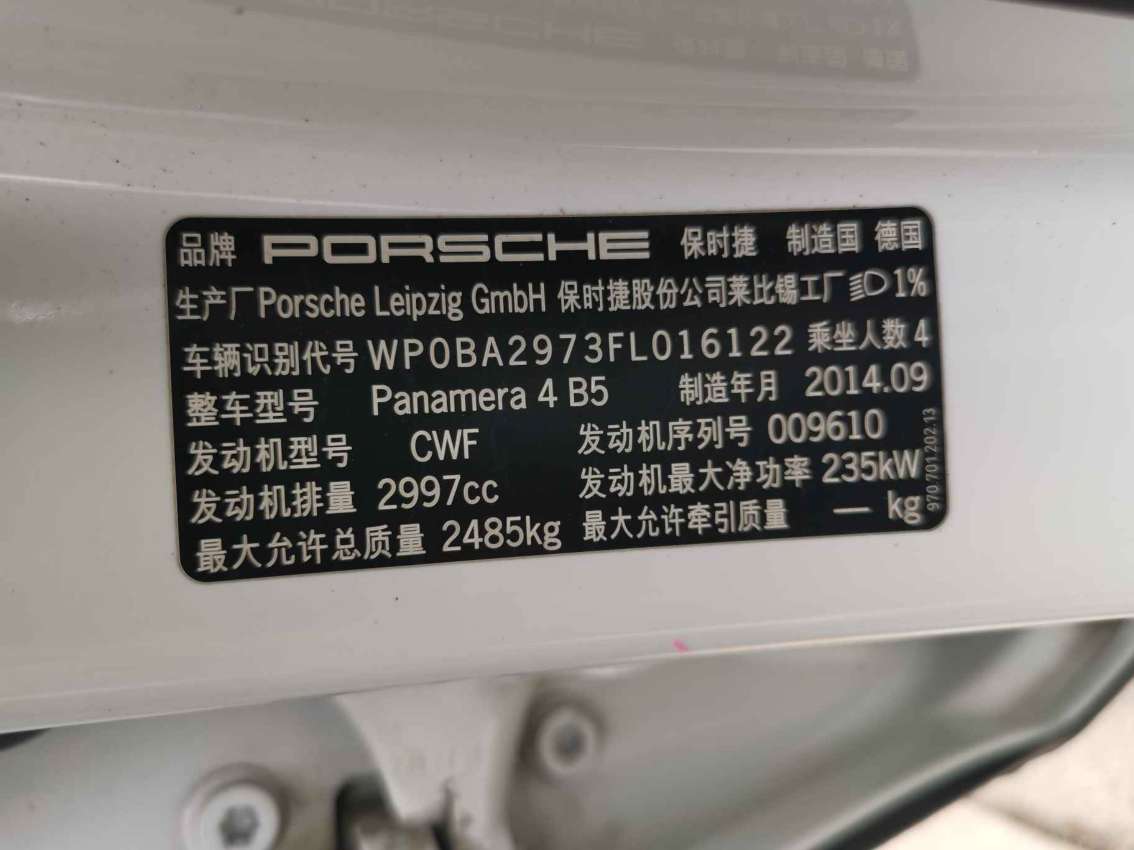 品牌 PORSCHE 保时捷 制造国 德国
生产厂 Porsche Leipzig GmbH 保时捷股份公司莱比锡工厂 1%
车辆识别代号 WP0BA2973FL016122 乘坐人数 4
整车型号 Panamera 4 B5 制造年月 2014.09
发动机型号 CWF 发动机序列号 009610
发动机排量 2997cc 发动机最大净功率 235kW
最大允许总质量 2485kg 最大允许牵引质量 — kg
970.701.202.13